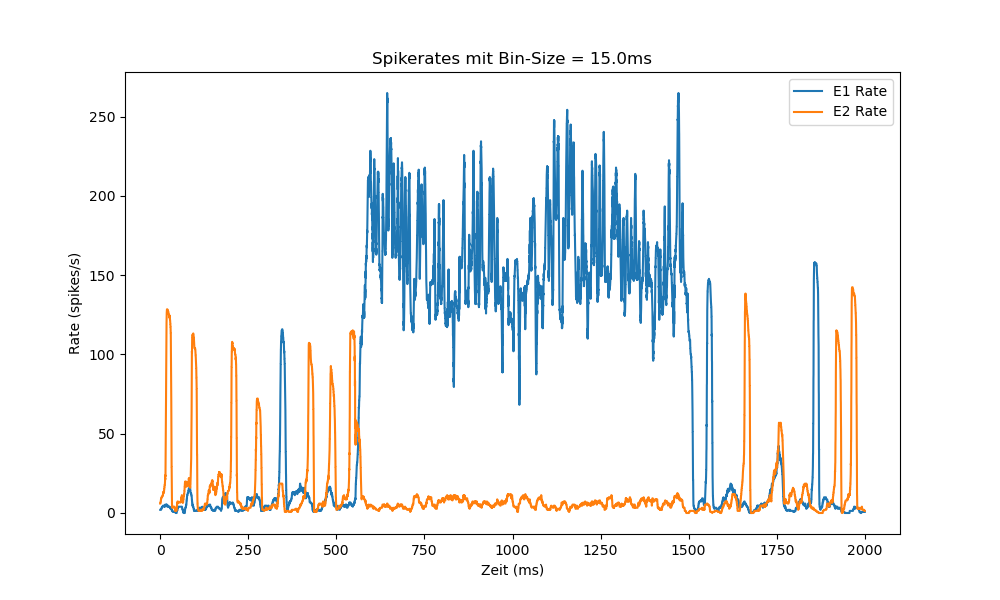 Spikerates mit Bin-Size = 15.0ms
E1 Rate
E2 Rate
250
200
150
100
50
0
Rate (spikes/s)
0 250 500 750 1000 1250 1500 1750 2000
Zeit (ms)